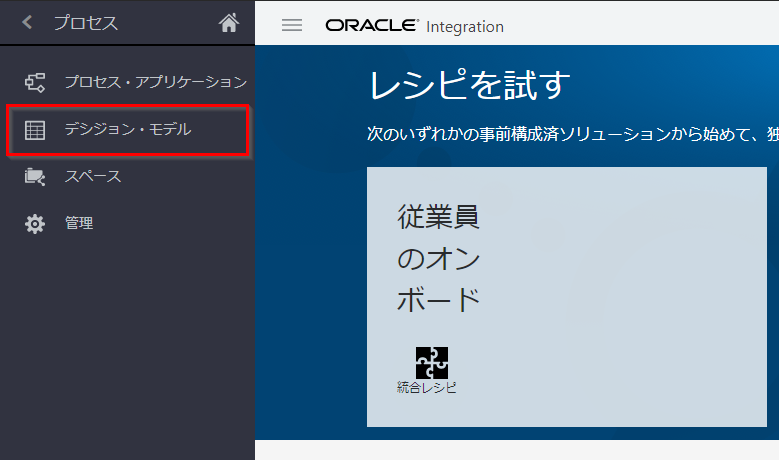 プロセス
プロセス・アプリケーション
デシジョン・モデル
スペース
管理
ORACLE Integration
レシピを試す
次のいずれかの事前構成済ソリューションから始めて、独
従業員
のオン
ボード
統合レシピ